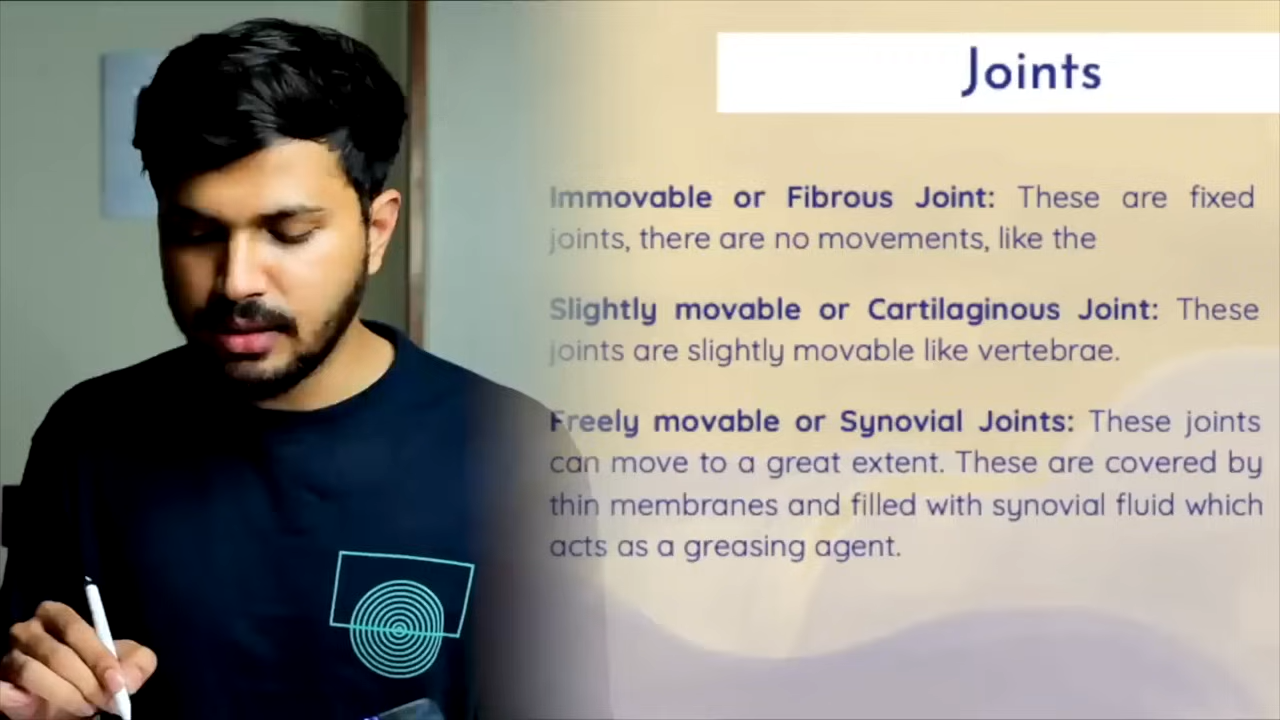 Joints
Immovable or Fibrous Joint: These are fixed
joints, there are no movements, like the
Slightly movable or Cartilaginous Joint: These
joints are slightly movable like vertebrae.
Freely movable or Synovial Joints: These joints
can move to a great extent. These are covered by
thin membranes and filled with synovial fluid which
acts as a greasing agent.